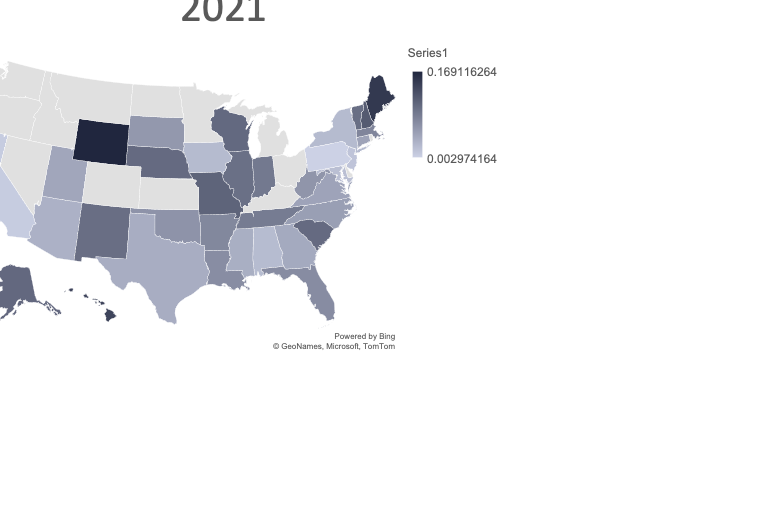 2021
Series1
0.169116264
0.002974164
Powered by Bing
© GeoNames, Microsoft, TomTom